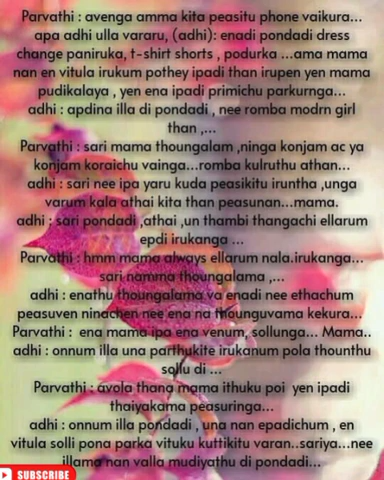 Parvathi : avenga amma kita peasitu phone vaikura...
apa adhi ulla vararu, (adhi): enadi pondadi dress
change paniruka, t-shirt shorts , podurka ...ama mama
nan en vitula irukum pothey ipadi than irupen yen mama
pudikalaya , yen ena ipadi primichu parkurnga...
adhi : apdina illa di pondadi , nee romba modrn girl
than ,...
Parvathi : sari mama thoungalam ,ninga konjam ac ya
konjam koraichu vainga...romba kulruthu athan...
adhi : sari nee ipa yaru kuda peasikitu iruntha ,unga
varum kala athai kita than peasunan...mama.
adhi : sari pondadi ,athai ,un thambi thangachi ellarum
epdi irukanga ...
Parvathi : hmm mama always ellarum nala.irukanga...
sari namma thoungalama ,...
adhi : enathu thoungalama va enadi nee ethachum
peasuven ninachen nee ena na thounguvama kekura...
Parvathi : ena mama ipa ena venum, sollunga... Mama..
adhi : onnum illa una parthukite irukanum pola thounthu
sollu di ...
Parvathi : avola thana mama ithuku poi yen ipadi
thaiyakama peasuringa...
adhi : onnum illa pondadi , una nan epadichum , en
vitula solli pona parka vituku kuttikitu varan..sariya...nee
illama nan valla mudiyathu di pondadi...
SUBSCRIBE